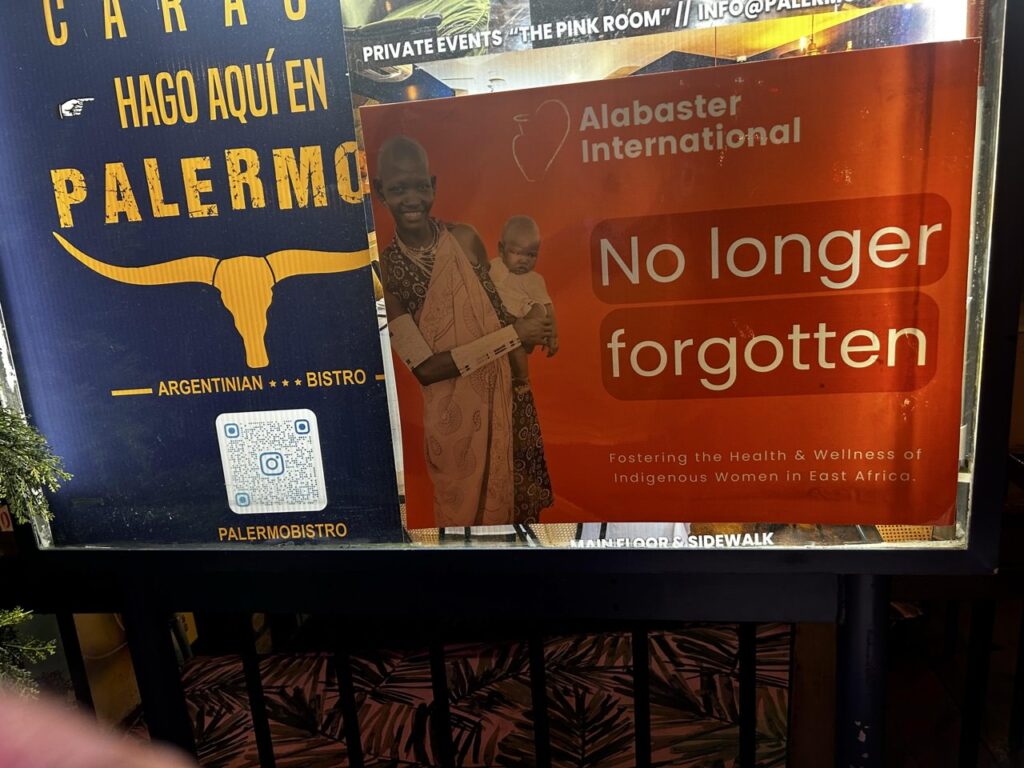 CARAS
HAGO AQUÍ EN
PALERMO
ARGENTINIAN *** BISTRO
PALERMOBISTRO
PRIVATE EVENTS "THE PINK ROOM" // INFO@PALERM
Alabaster
International
No longer
forgotten
Fostering the Health & Wellness of
Indigenous Women in East Africa.
MAIN FLOOR & SIDEWALK